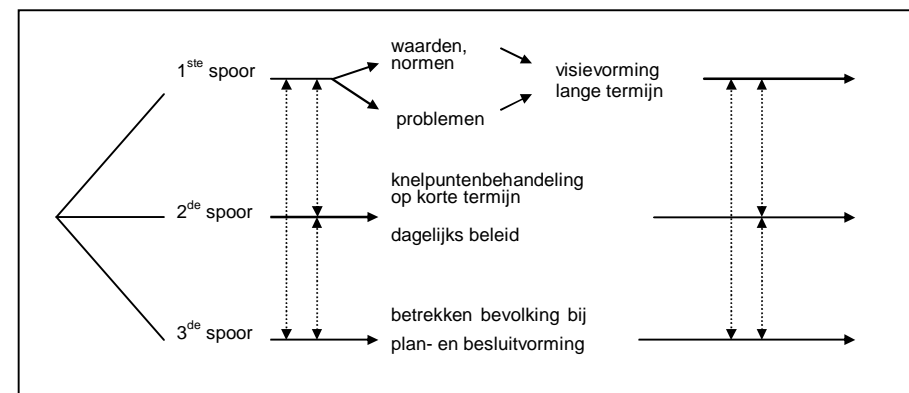 1ste spoor
waarden,
normen
problemen
visievorming
lange termijn
2de spoor
knelpuntenbehandeling
op korte termijn
dagelijks beleid
3de spoor
betrekken bevolking bij
plan- en besluitvorming